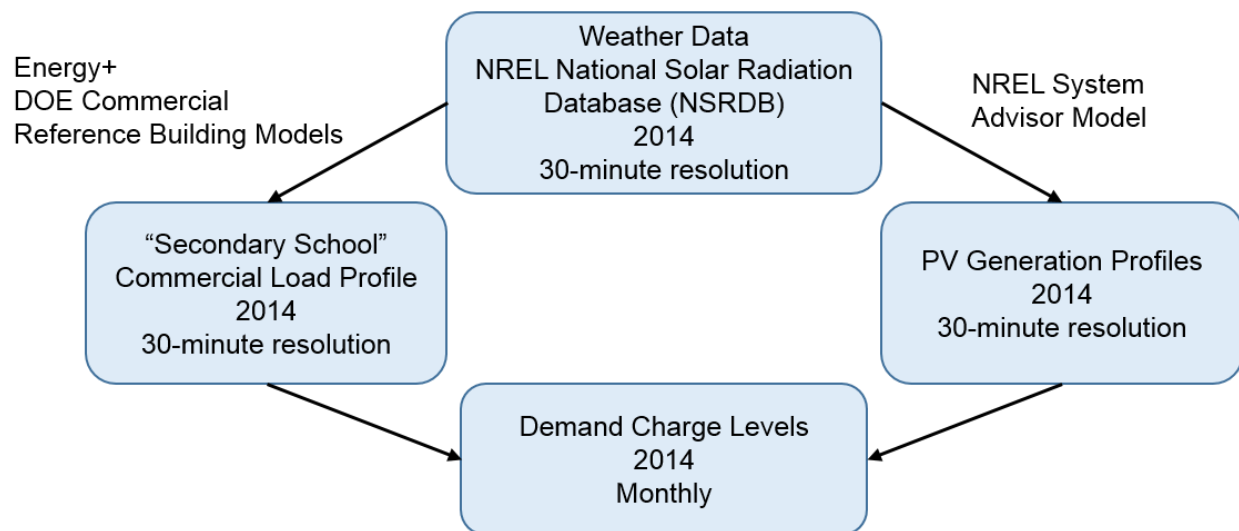 Weather Data
NREL National Solar Radiation
Database (NSRDB)
2014
30-minute resolution
Energy+
DOE Commercial
Reference Building Models
NREL System
Advisor Model
“Secondary School”
Commercial Load Profile
2014
30-minute resolution
PV Generation Profiles
2014
30-minute resolution
Demand Charge Levels
2014
Monthly